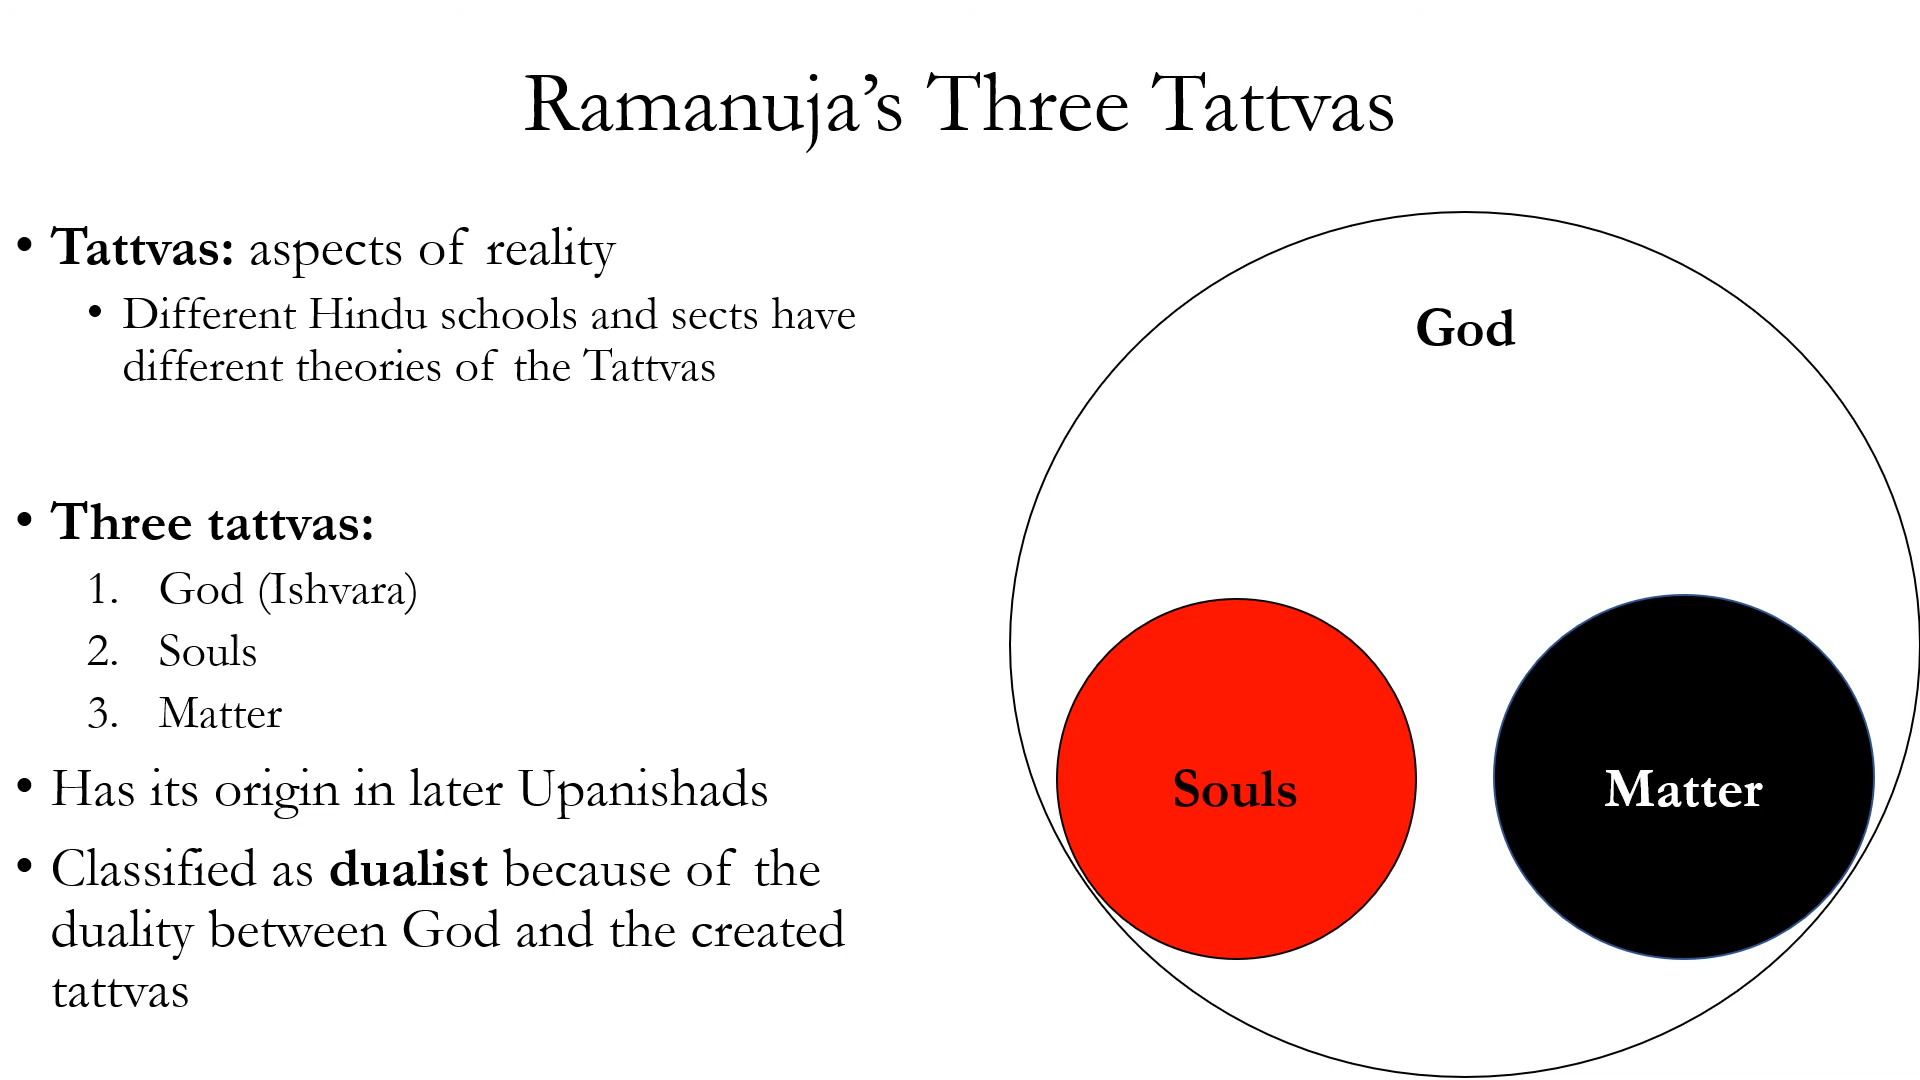 Ramanuja’s Three Tattvas
• Tattvas: aspects of reality
• Different Hindu schools and sects have
different theories of the Tattvas
• Three tattvas:
1. God (Ishvara)
2. Souls
3. Matter
• Has its origin in later Upanishads
• Classified as dualist because of the
duality between God and the created
tattvas
God
Souls
Matter